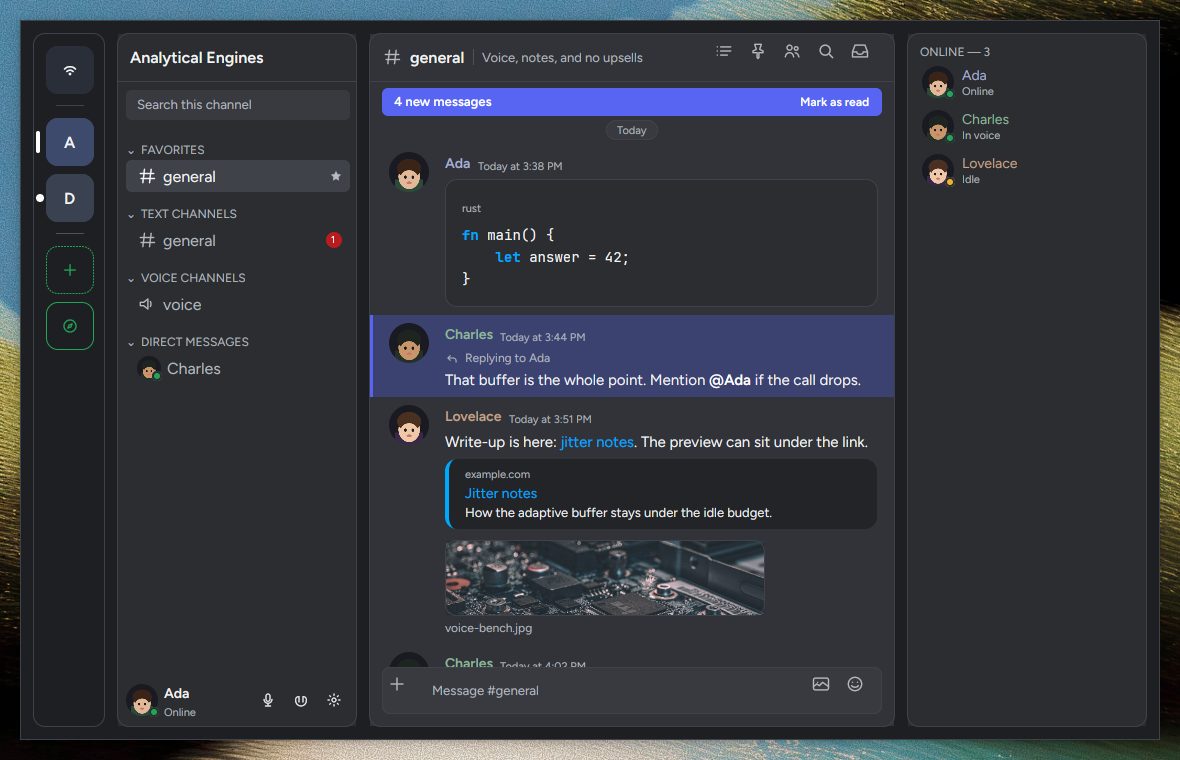 A
D
Analytical Engines
Search this channel
FAVORITES
general
TEXT CHANNELS
general
1
VOICE CHANNELS
voice
DIRECT MESSAGES
Charles
Ada
Online
# general
Voice, notes, and no upsells
4 new messages
Mark as read
Today
Ada Today at 3:38 PM
rust
fn main() {
    let answer = 42;
}
Charles Today at 3:44 PM
Replying to Ada
That buffer is the whole point. Mention @Ada if the call drops.
Lovelace Today at 3:51 PM
Write-up is here: jitter notes. The preview can sit under the link.
example.com
Jitter notes
How the adaptive buffer stays under the idle budget.
voice-bench.jpg
Charles Today at 4:02 PM
Message #general
ONLINE — 3
Ada
Online
Charles
In voice
Lovelace
Idle